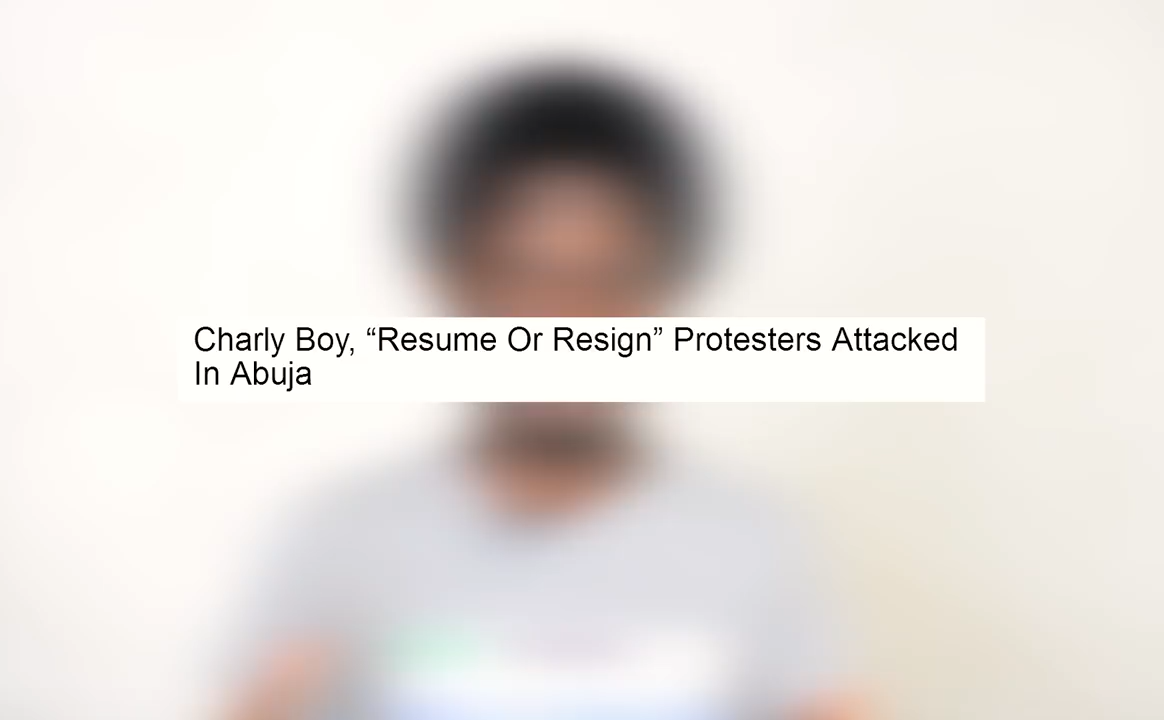 Charly Boy, “Resume Or Resign” Protesters Attacked
In Abuja